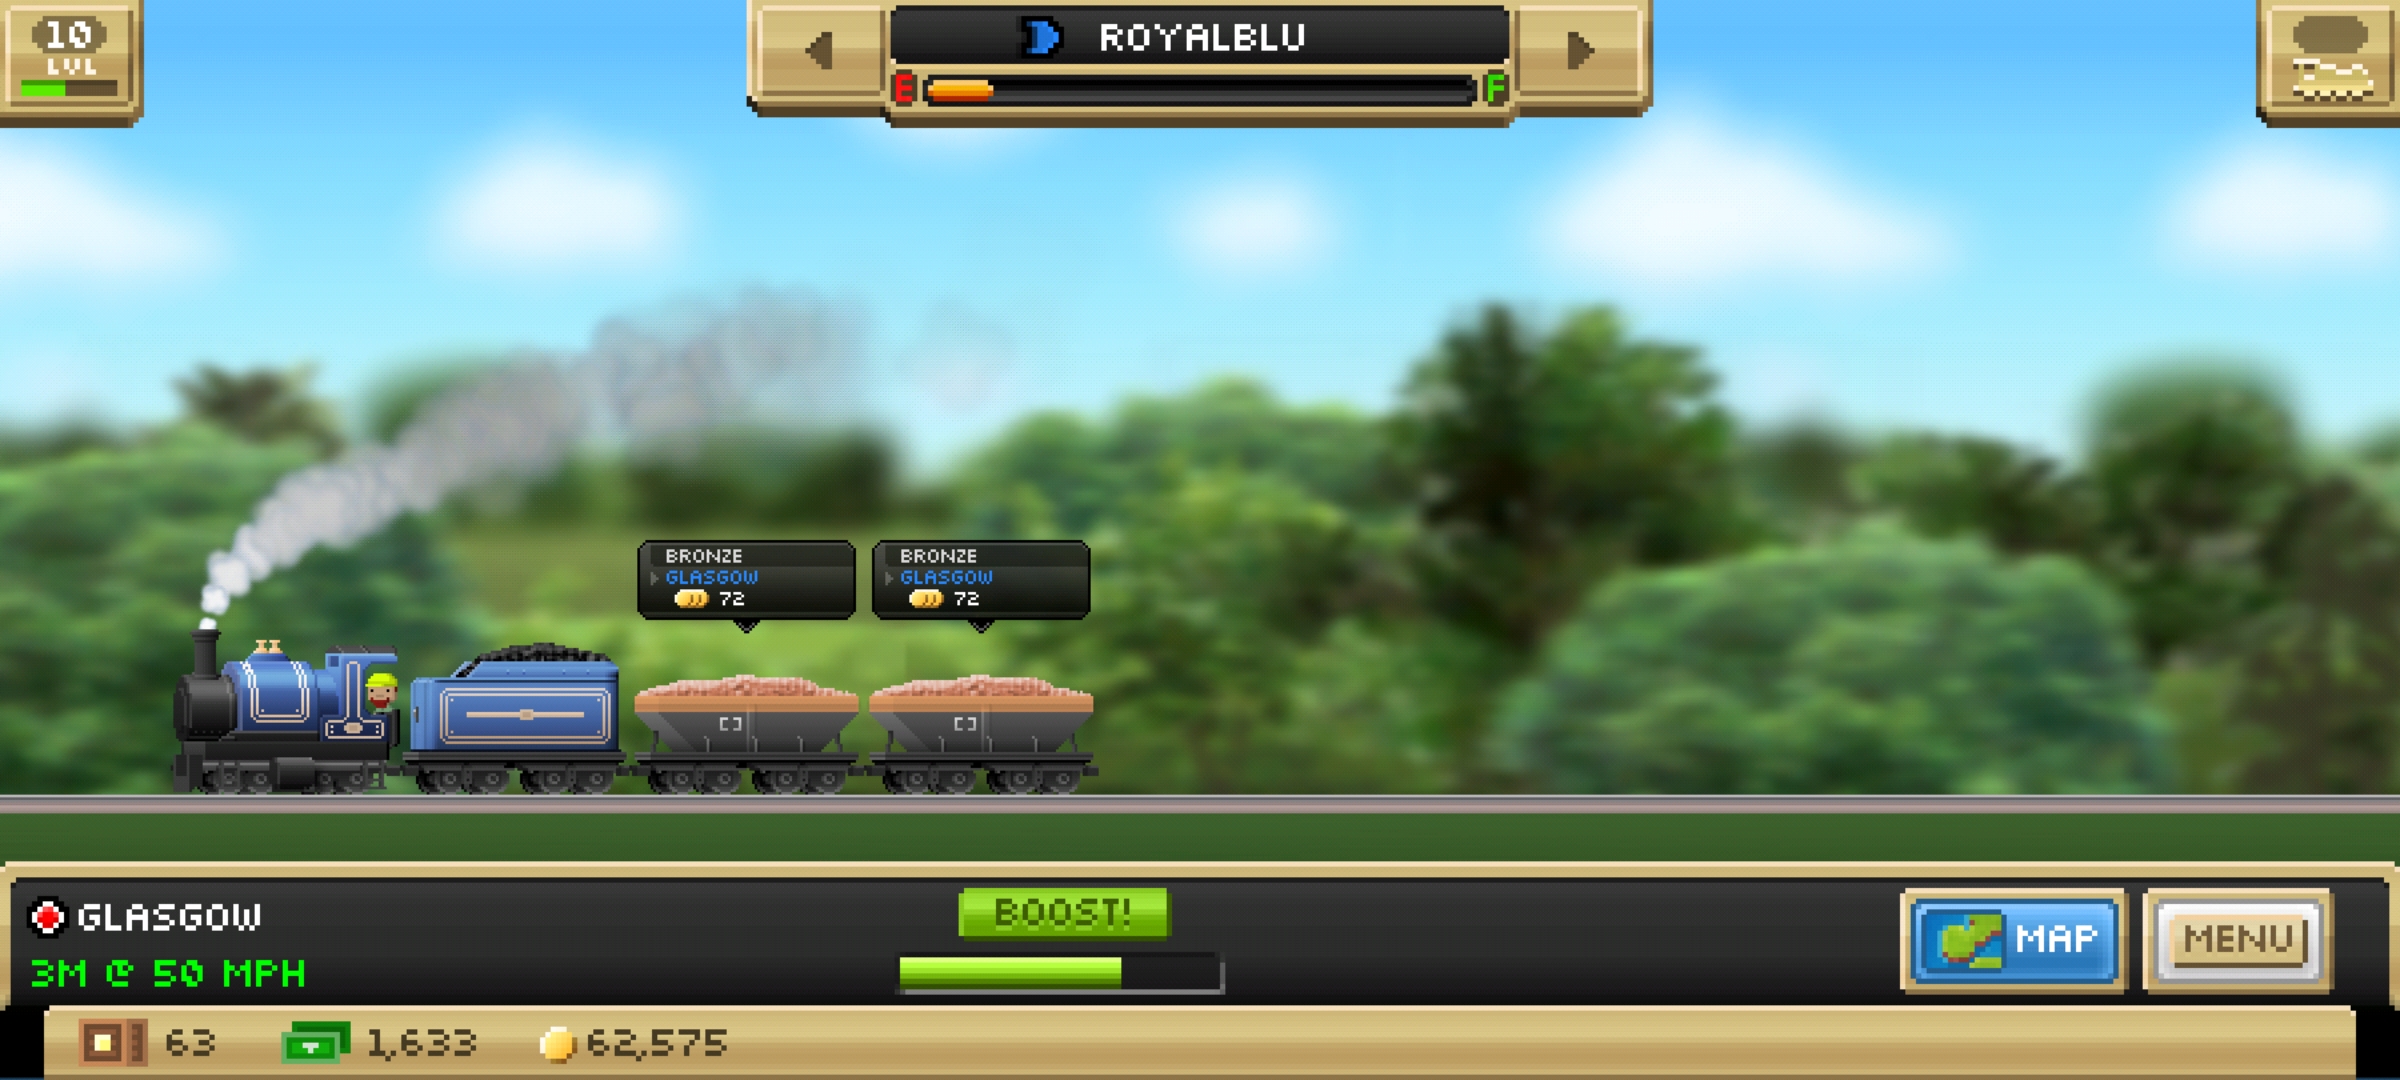 10
LVL
ROYALBLU
E F
BRONZE
GLASGOW
72
BRONZE
GLASGOW
72
GLASGOW
3M @ 50 MPH
BOOST!
MAP
MENU
63
1,633
62,575